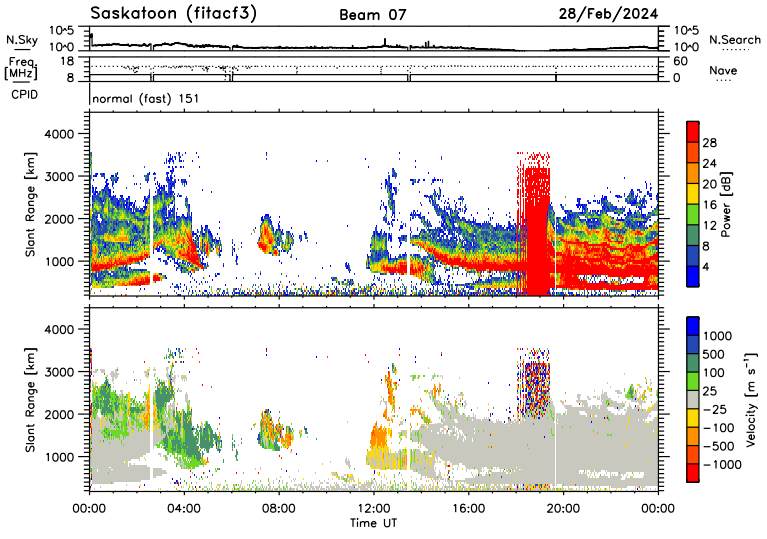 Saskatoon (fitacf3) Beam 07 28/Feb/2024
N.Sky 10^5 10^0 10^5 10^0 N.Search
Freq. [MHz] 18 8 60 0 Nave
CPID normal (fast) 151
Slant Range [km] 4000 3000 2000 1000
28 24 20 16 12 8 4 Power [dB]
Slant Range [km] 4000 3000 2000 1000
1000 500 100 25 −25 −100 −500 −1000 Velocity [m s⁻¹]
00:00 04:00 08:00 12:00 16:00 20:00 00:00
Time UT